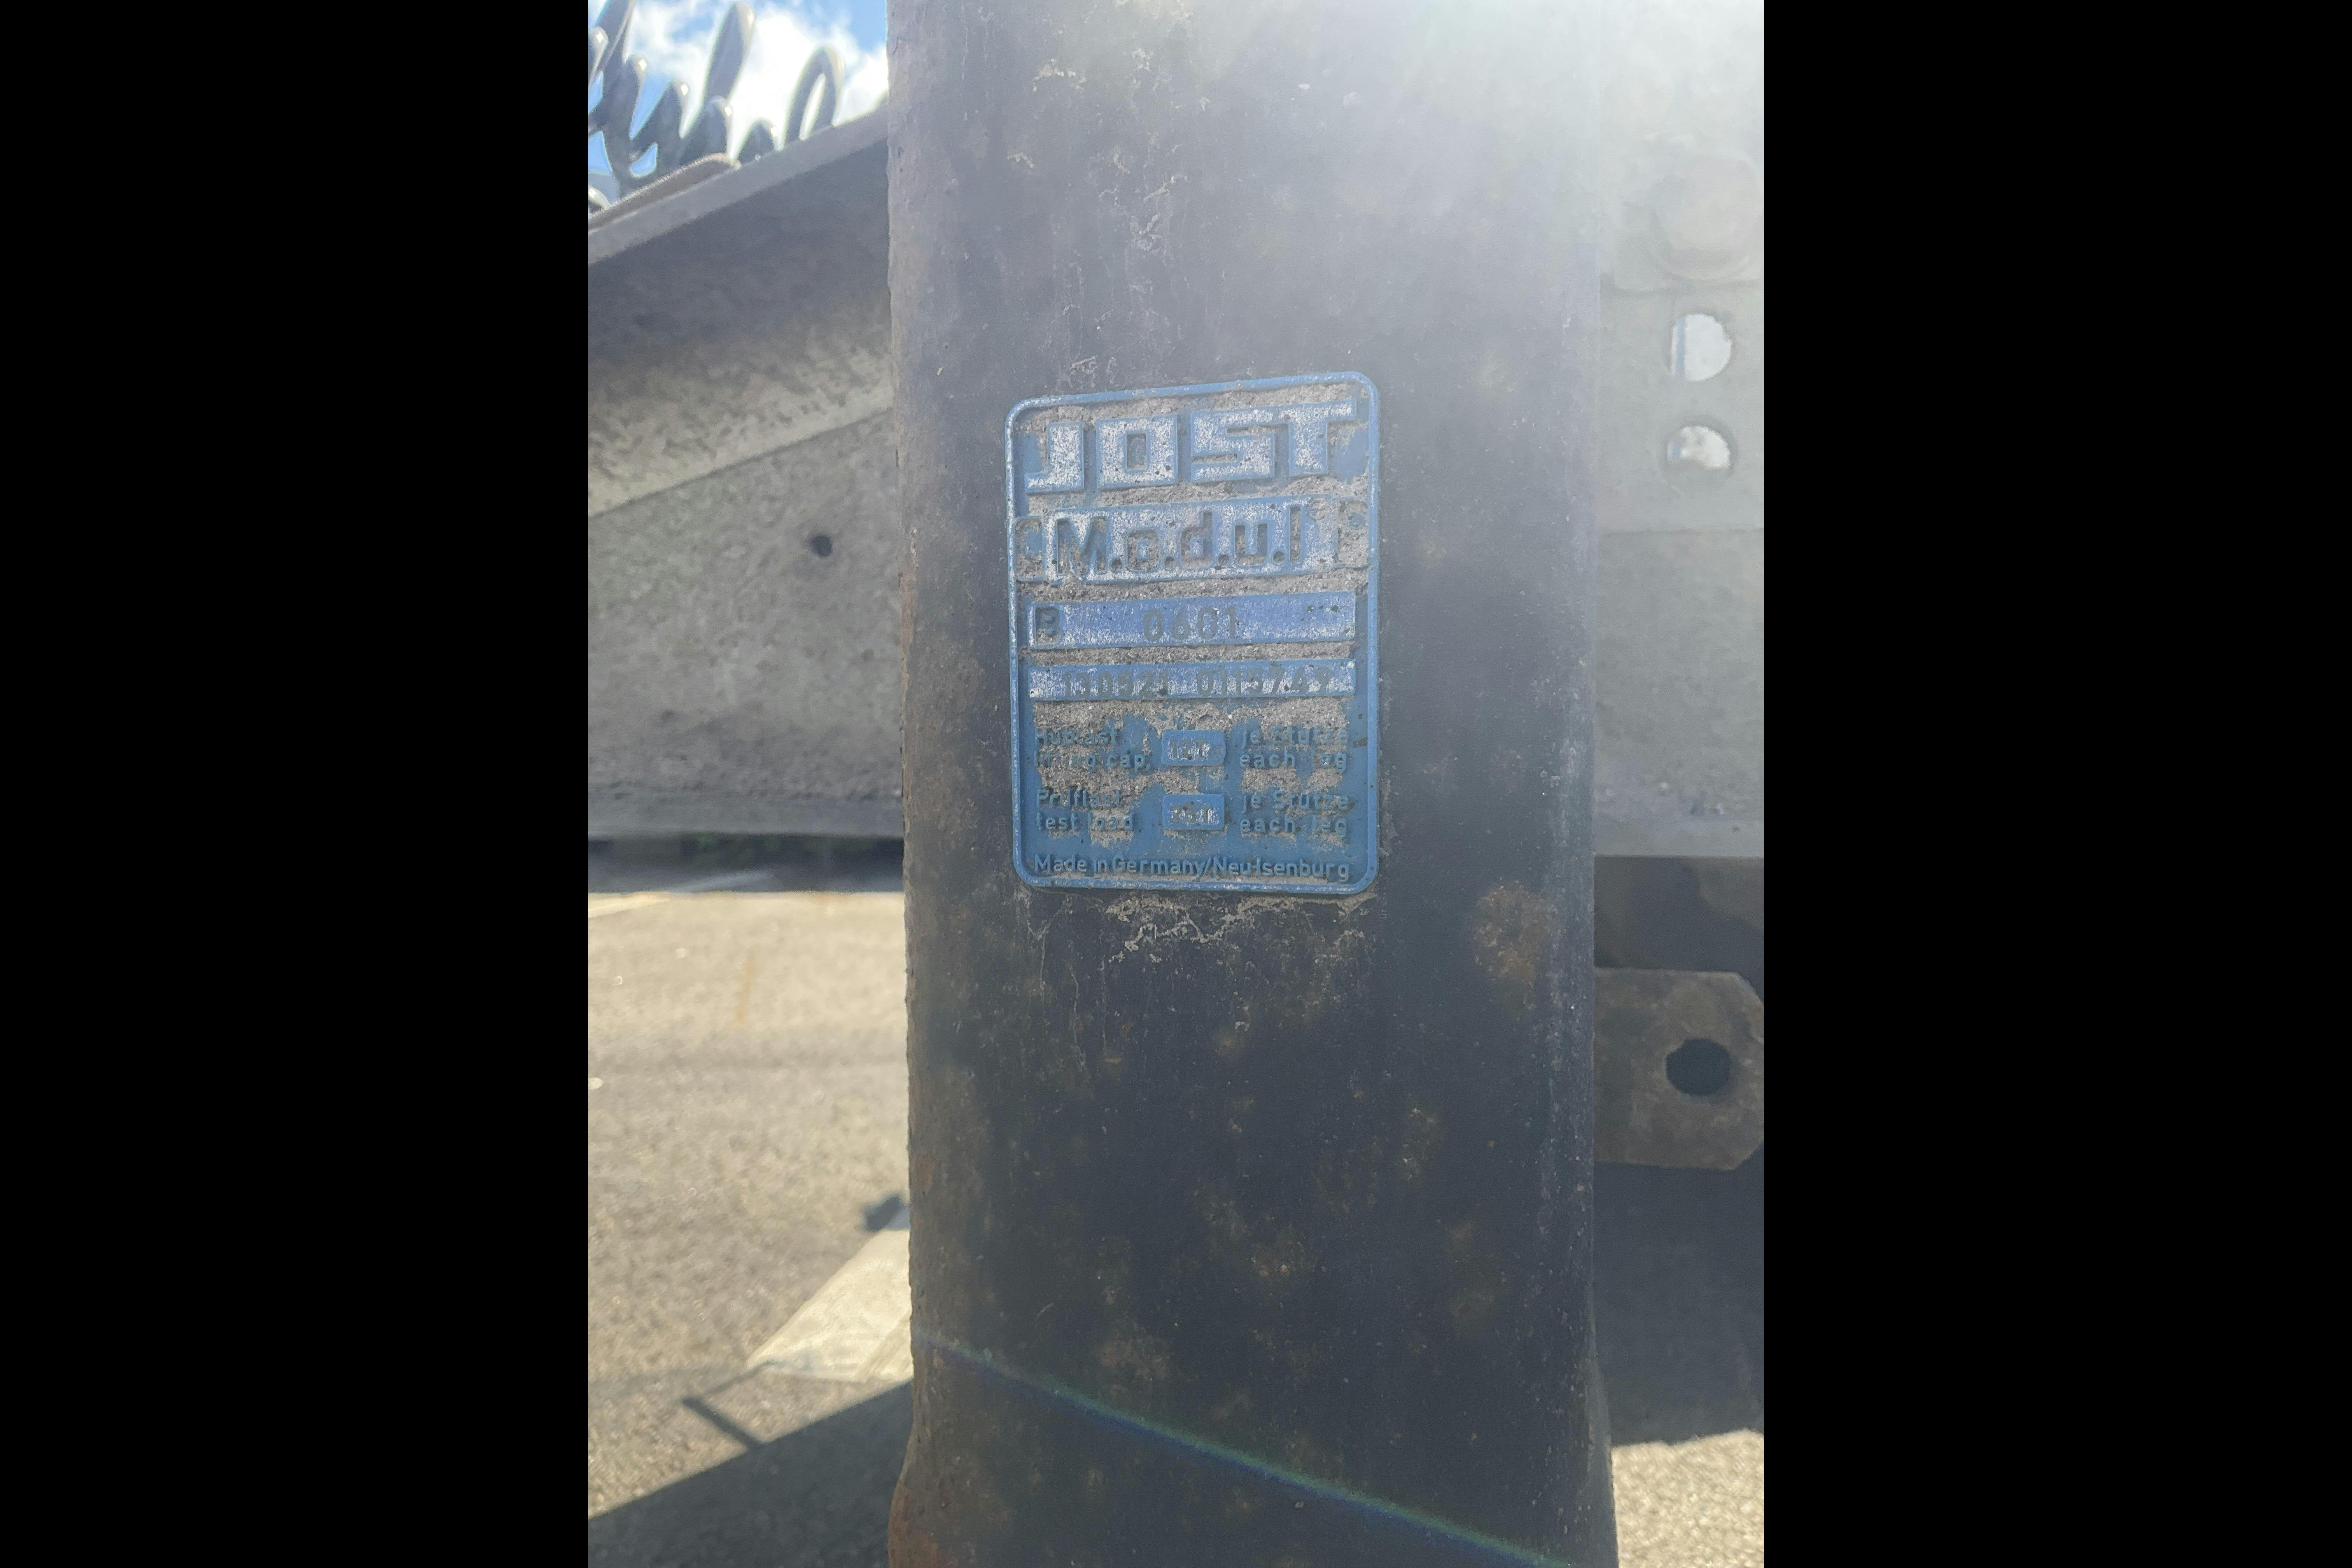 JOST
M.o.d.u.l
B 0601
Hublast je Stütze
lifting cap. each leg
Prüflast je Stütze
test load each leg
Made in Germany/Neu-Isenburg